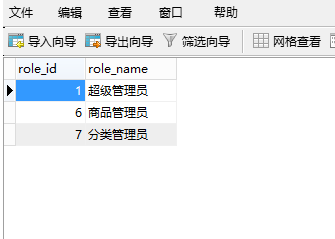 文件 编辑 查看 窗口 帮助
导入向导 导出向导 筛选向导 网格查看
role_id role_name
1 超级管理员
6 商品管理员
7 分类管理员